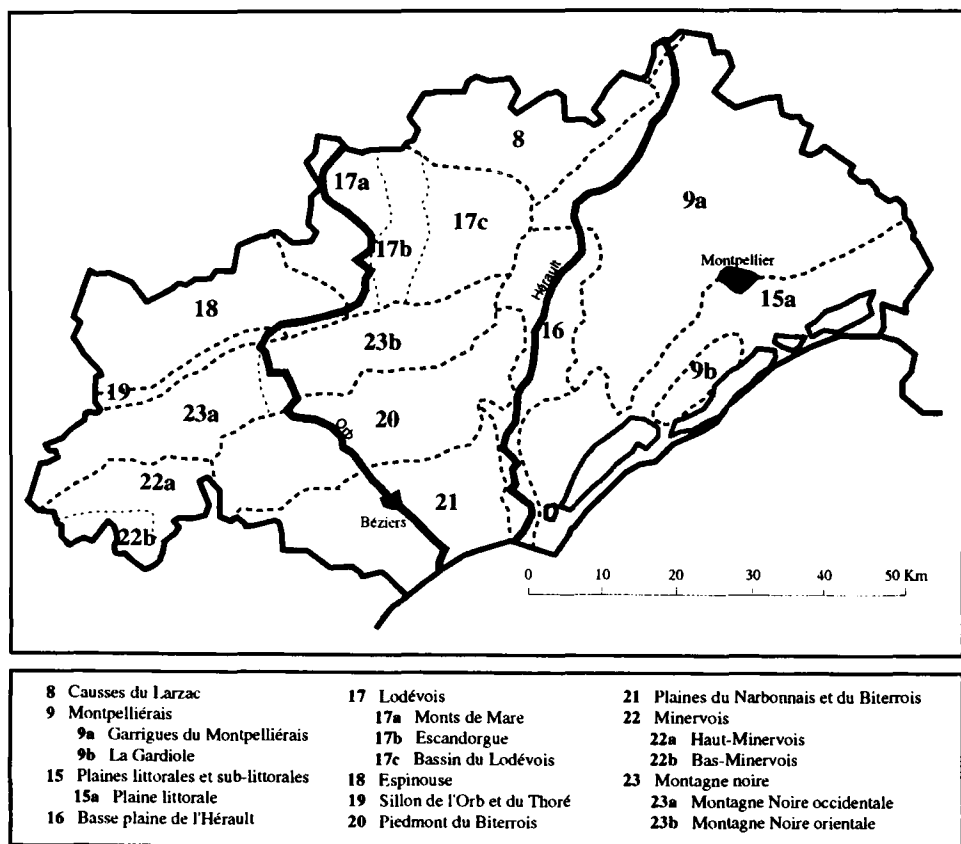 8
17a
9a
17c
17b
Montpellier
Hérault
18
15a
16
23b
9b
19
23a
20
Orb
22a
21
Béziers
22b
0 10 20 30 40 50 Km
8 Causses du Larzac
9 Montpelliérais
9a Garrigues du Montpelliérais
9b La Gardiole
15 Plaines littorales et sub-littorales
15a Plaine littorale
16 Basse plaine de l'Hérault
17 Lodévois
17a Monts de Mare
17b Escandorgue
17c Bassin du Lodévois
18 Espinouse
19 Sillon de l'Orb et du Thoré
20 Piedmont du Biterrois
21 Plaines du Narbonnais et du Biterrois
22 Minervois
22a Haut-Minervois
22b Bas-Minervois
23 Montagne noire
23a Montagne Noire occidentale
23b Montagne Noire orientale